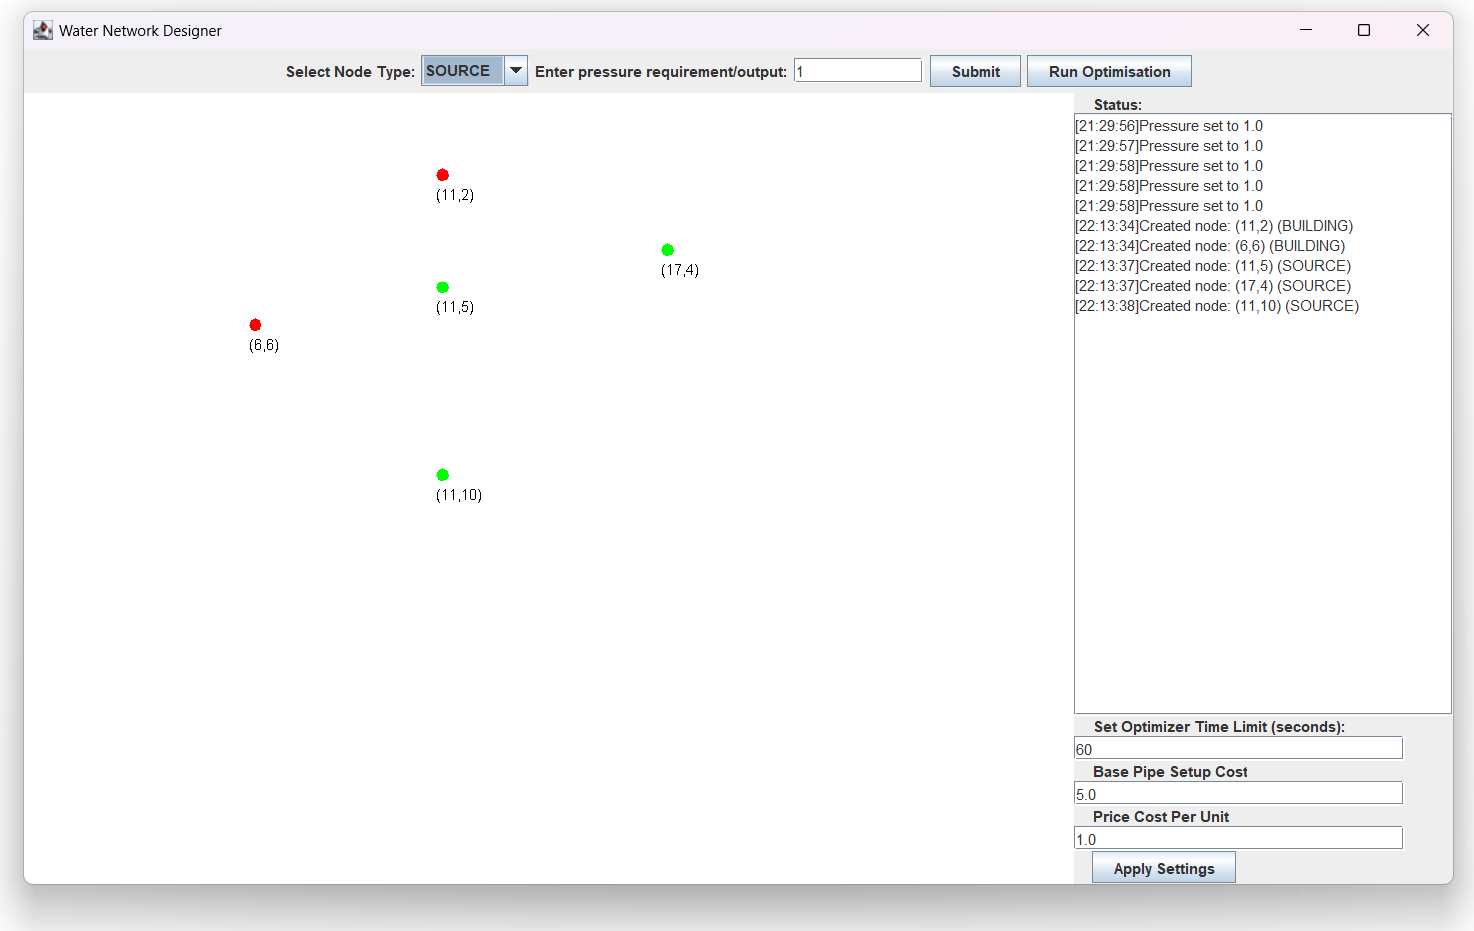 Water Network Designer
Select Node Type: SOURCE Enter pressure requirement/output: 1 Submit Run Optimisation
Status:
[21:29:56]Pressure set to 1.0
[21:29:57]Pressure set to 1.0
[21:29:58]Pressure set to 1.0
[21:29:58]Pressure set to 1.0
[21:29:58]Pressure set to 1.0
[22:13:34]Created node: (11,2) (BUILDING)
[22:13:34]Created node: (6,6) (BUILDING)
[22:13:37]Created node: (11,5) (SOURCE)
[22:13:37]Created node: (17,4) (SOURCE)
[22:13:38]Created node: (11,10) (SOURCE)
(11,2)
(17,4)
(11,5)
(6,6)
(11,10)
Set Optimizer Time Limit (seconds):
60
Base Pipe Setup Cost
5.0
Price Cost Per Unit
1.0
Apply Settings